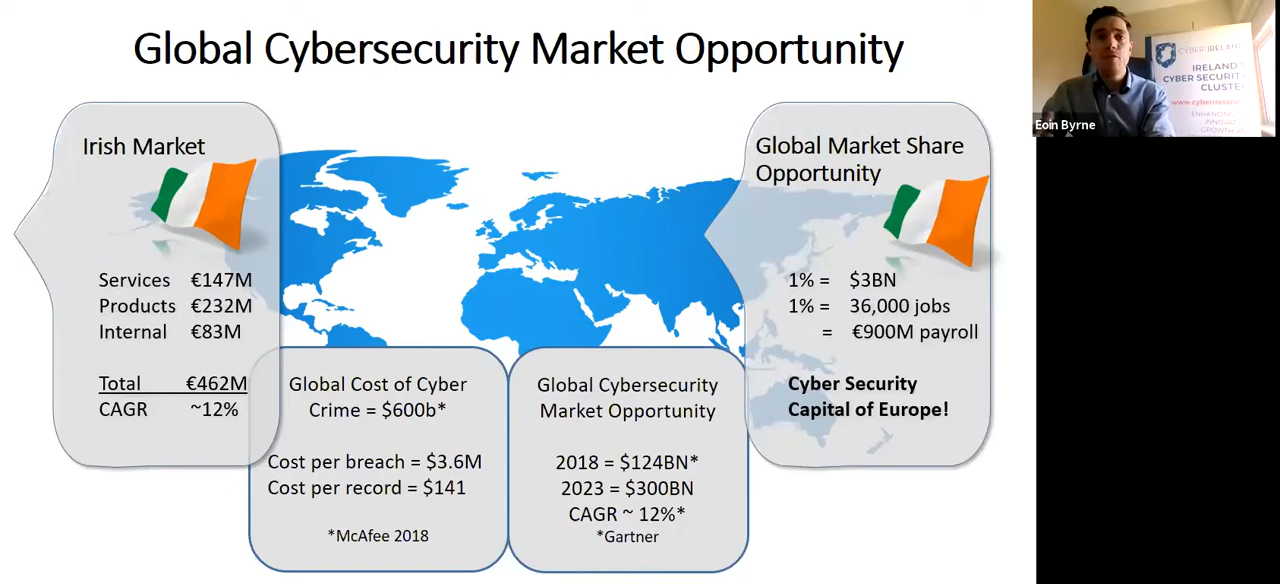 Global Cybersecurity Market Opportunity
Irish Market
Services €147M
Products €232M
Internal €83M
Total €462M
CAGR ~12%
Global Cost of Cyber
Crime = $600b*
Cost per breach = $3.6M
Cost per record = $141
*McAfee 2018
Global Cybersecurity
Market Opportunity
2018 = $124BN*
2023 = $300BN
CAGR ~ 12%*
*Gartner
Global Market Share
Opportunity
1% = $3BN
1% = 36,000 jobs
= €900M payroll
Cyber Security
Capital of Europe!
CYBER IRELAND
IRELAND'S
CYBER SECURITY
CLUSTER
www.cyberireland
ENHANCING
Eoin Byrne